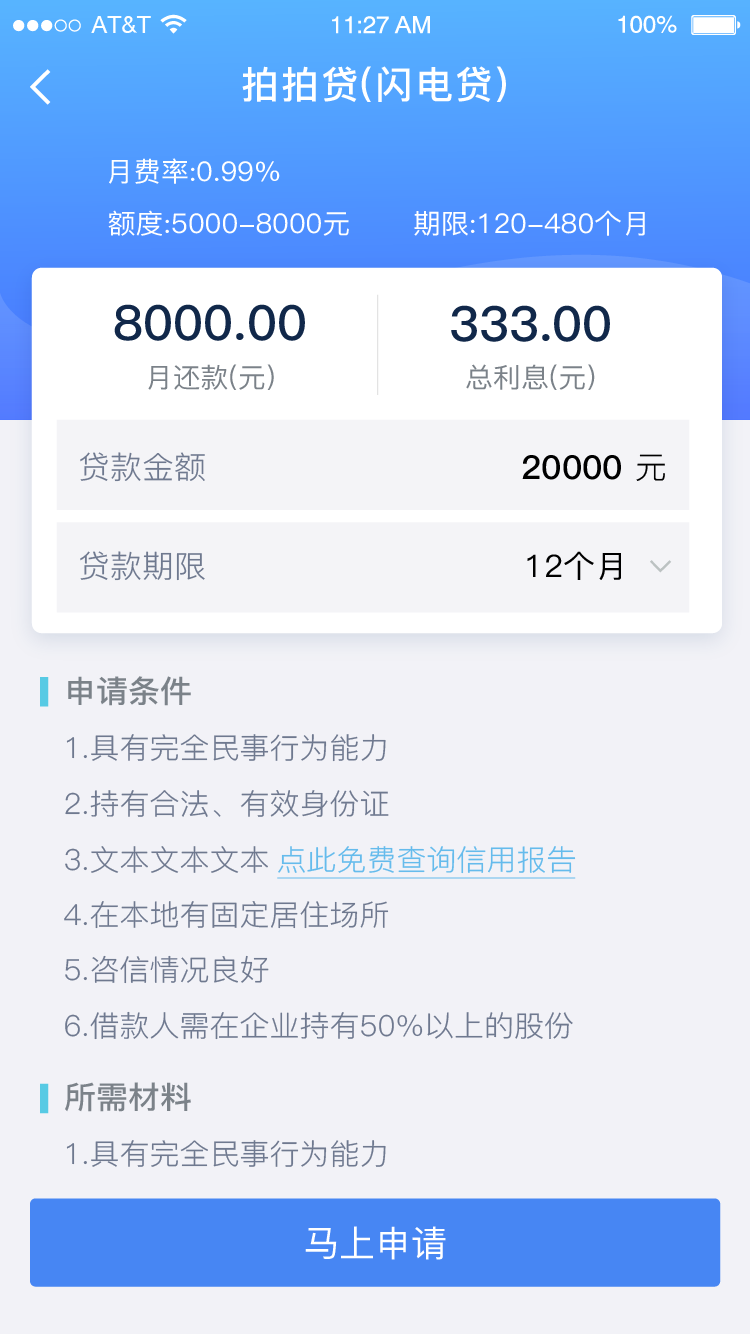 AT&T 11:27 AM 100%
拍拍贷(闪电贷)
月费率:0.99%
额度:5000-8000元 期限:120-480个月
8000.00 333.00
月还款(元) 总利息(元)
贷款金额 20000 元
贷款期限 12个月
申请条件
1.具有完全民事行为能力
2.持有合法、有效身份证
3.文本文本文本 点此免费查询信用报告
4.在本地有固定居住场所
5.咨信情况良好
6.借款人需在企业持有50%以上的股份
所需材料
1.具有完全民事行为能力
马上申请